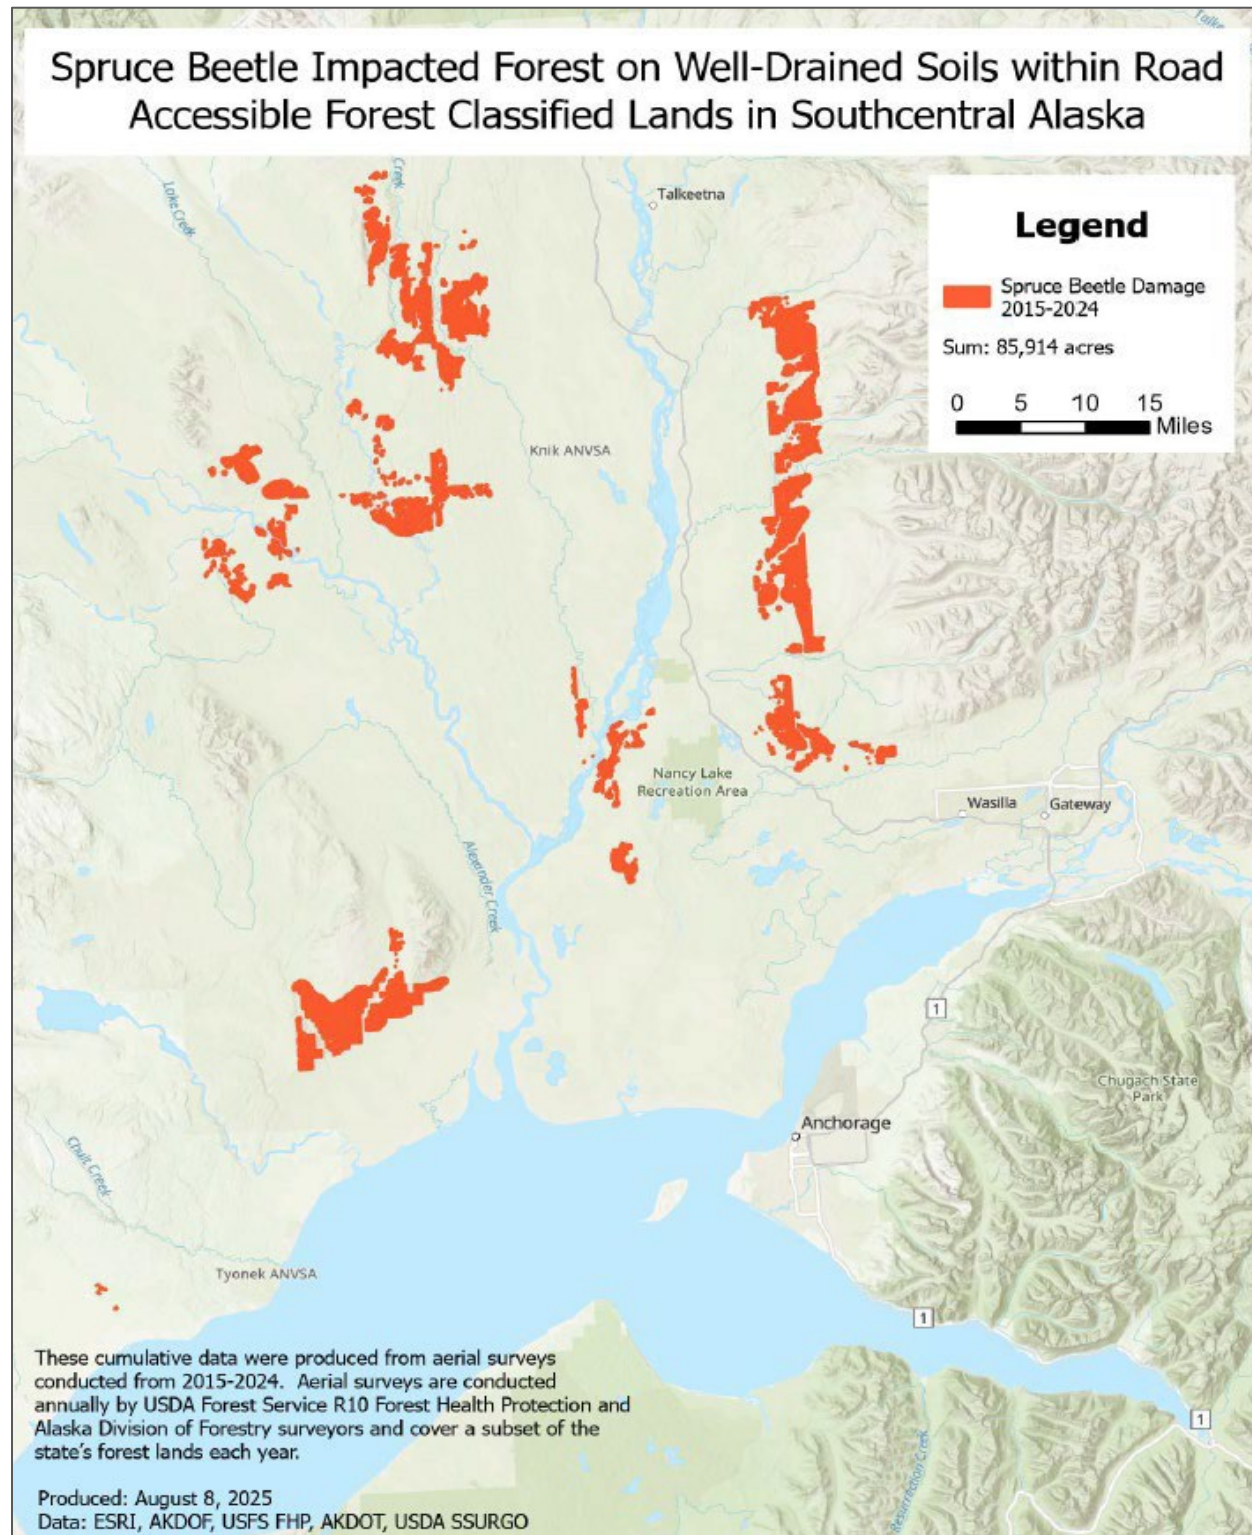 Spruce Beetle Impacted Forest on Well-Drained Soils within Road
Accessible Forest Classified Lands in Southcentral Alaska
Talkeetna
Creek
Lake Creek
Legend
Spruce Beetle Damage
2015-2024
Sum: 85,914 acres
0 5 10 15
Miles
Knik ANVSA
Nancy Lake
Recreation Area
Wasilla
Gateway
Alexander Creek
1
Chugach State
Park
Anchorage
Chuit Creek
Tyonek ANVSA
1
1
Resurrection Creek
These cumulative data were produced from aerial surveys
conducted from 2015-2024. Aerial surveys are conducted
annually by USDA Forest Service R10 Forest Health Protection and
Alaska Division of Forestry surveyors and cover a subset of the
state's forest lands each year.
Produced: August 8, 2025
Data: ESRI, AKDOF, USFS FHP, AKDOT, USDA SSURGO